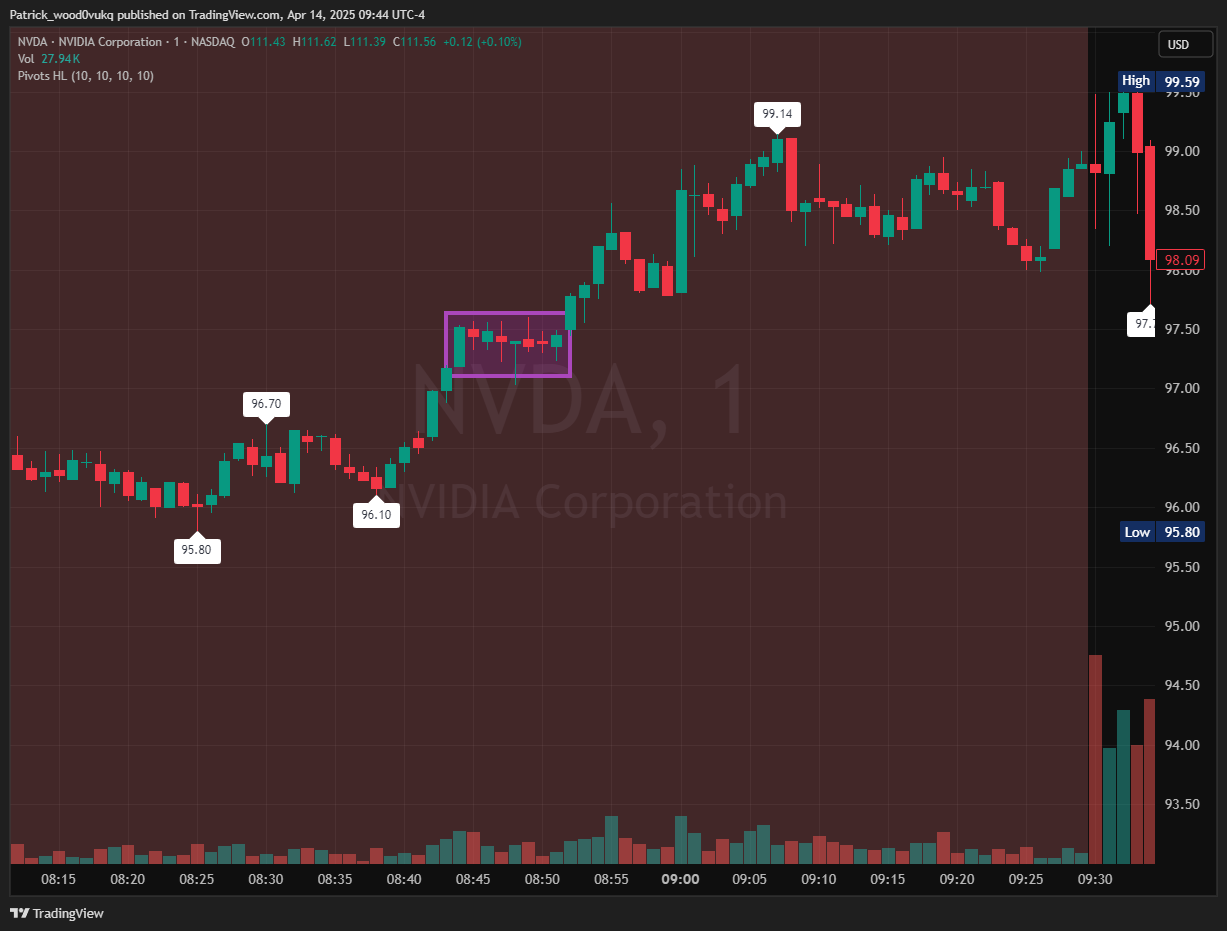 Patrick_wood0vukq published on TradingView.com, Apr 14, 2025 09:44 UTC-4
NVDA · NVIDIA Corporation · 1 · NASDAQ O111.43 H111.62 L111.39 C111.56 +0.12 (+0.10%)
USD
Vol 27.94K
Pivots HL (10, 10, 10, 10)
High 99.59
99.50
99.14
99.00
98.50
98.09
98.00
97.7
97.50
NVDA, 1
97.00
96.70
96.50
NVIDIA Corporation
96.10
96.00
Low 95.80
95.80
95.50
95.00
94.50
94.00
93.50
08:15 08:20 08:25 08:30 08:35 08:40 08:45 08:50 08:55 09:00 09:05 09:10 09:15 09:20 09:25 09:30
TradingView